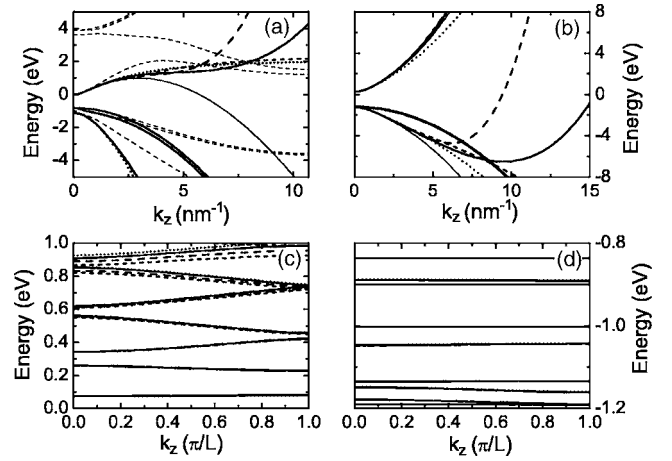 (a)
(b)
4
2
0
-2
-4
Energy (eV)
0
5
10
k_z (nm⁻¹)
8
4
0
-4
-8
Energy (eV)
0
5
10
15
k_z (nm⁻¹)
(c)
(d)
1.0
0.8
0.6
0.4
0.2
0.0
Energy (eV)
0.0 0.2 0.4 0.6 0.8 1.0
k_z (π/L)
-0.8
-1.0
-1.2
Energy (eV)
0.0 0.2 0.4 0.6 0.8 1.0
k_z (π/L)